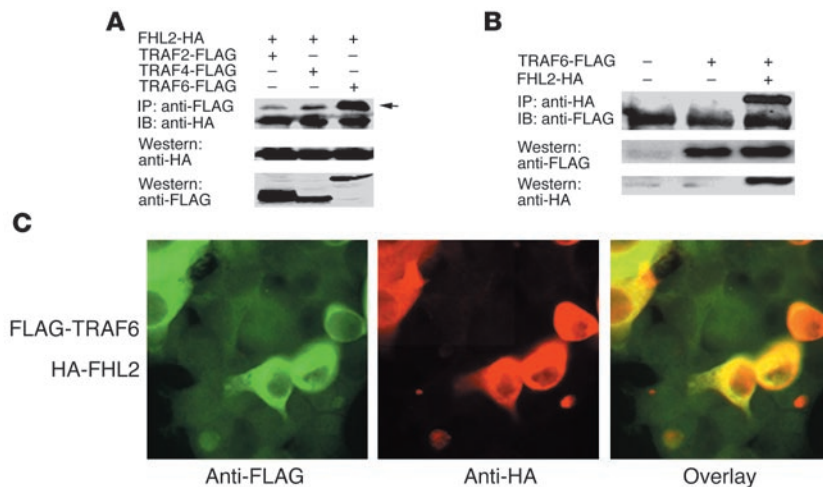 A
FHL2-HA + + +
TRAF2-FLAG + – –
TRAF4-FLAG – + –
TRAF6-FLAG – – +
IP: anti-FLAG
IB: anti-HA
Western:
anti-HA
Western:
anti-FLAG
B
TRAF6-FLAG – + +
FHL2-HA – – +
IP: anti-HA
IB: anti-FLAG
Western:
anti-FLAG
Western:
anti-HA
C
FLAG-TRAF6
HA-FHL2
Anti-FLAG Anti-HA Overlay